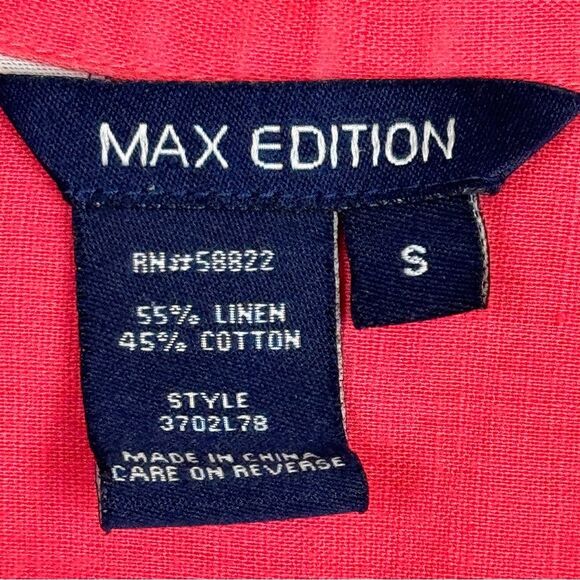 MAX EDITION
S
RN#58822
55% LINEN
45% COTTON
STYLE
3702L78
MADE IN CHINA
CARE ON REVERSE